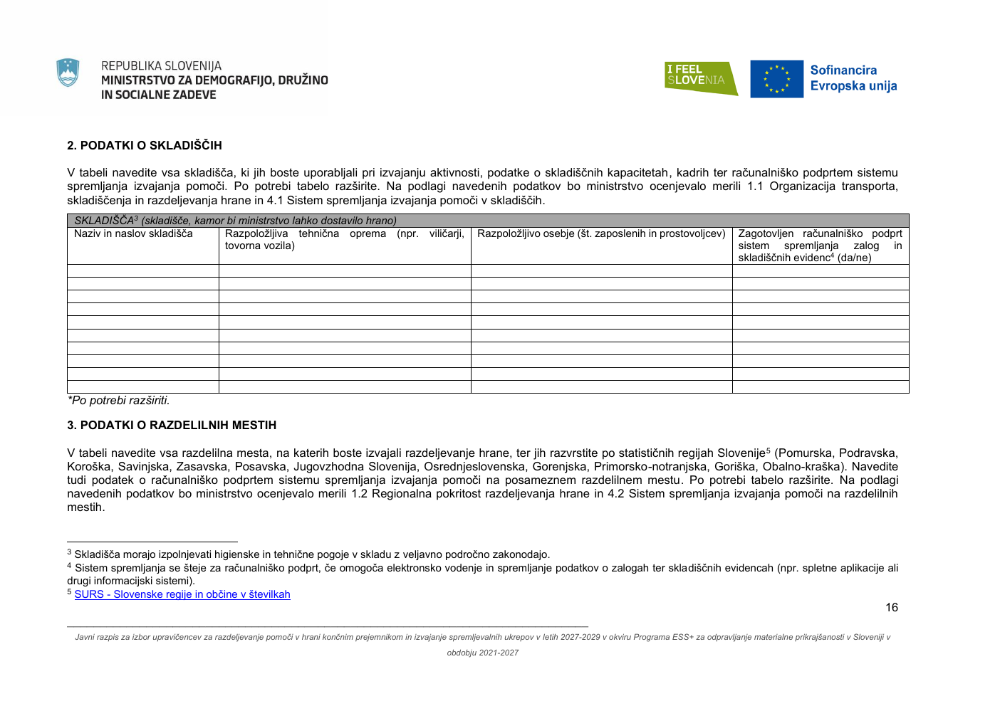 REPUBLIKA SLOVENIJA
MINISTRSTVO ZA DEMOGRAFIJO, DRUŽINO
IN SOCIALNE ZADEVE
I FEEL
SLOVENIA
Sofinancira
Evropska unija
2. PODATKI O SKLADIŠČIH
V tabeli navedite vsa skladišča, ki jih boste uporabljali pri izvajanju aktivnosti, podatke o skladiščnih kapacitetah, kadrih ter računalniško podprtem sistemu
spremljanja izvajanja pomoči. Po potrebi tabelo razširite. Na podlagi navedenih podatkov bo ministrstvo ocenjevalo merili 1.1 Organizacija transporta,
skladiščenja in razdeljevanja hrane in 4.1 Sistem spremljanja izvajanja pomoči v skladiščih.
SKLADIŠČA³ (skladišče, kamor bi ministrstvo lahko dostavilo hrano)
Naziv in naslov skladišča
Razpoložljiva tehnična oprema (npr. viličarji,
tovorna vozila)
Razpoložljivo osebje (št. zaposlenih in prostovoljcev)
Zagotovljen računalniško podprt
sistem spremljanja zalog in
skladiščnih evidenc⁴ (da/ne)
*Po potrebi razširiti.
3. PODATKI O RAZDELILNIH MESTIH
V tabeli navedite vsa razdelilna mesta, na katerih boste izvajali razdeljevanje hrane, ter jih razvrstite po statističnih regijah Slovenije⁵ (Pomurska, Podravska,
Koroška, Savinjska, Zasavska, Posavska, Jugovzhodna Slovenija, Osrednjeslovenska, Gorenjska, Primorsko-notranjska, Goriška, Obalno-kraška). Navedite
tudi podatek o računalniško podprtem sistemu spremljanja izvajanja pomoči na posameznem razdelilnem mestu. Po potrebi tabelo razširite. Na podlagi
navedenih podatkov bo ministrstvo ocenjevalo merili 1.2 Regionalna pokritost razdeljevanja hrane in 4.2 Sistem spremljanja izvajanja pomoči na razdelilnih
mestih.
³ Skladišča morajo izpolnjevati higienske in tehnične pogoje v skladu z veljavno področno zakonodajo.
⁴ Sistem spremljanja se šteje za računalniško podprt, če omogoča elektronsko vodenje in spremljanje podatkov o zalogah ter skladiščnih evidencah (npr. spletne aplikacije ali
drugi informacijski sistemi).
⁵ SURS - Slovenske regije in občine v številkah
16
Javni razpis za izbor upravičencev za razdeljevanje pomoči v hrani končnim prejemnikom in izvajanje spremljevalnih ukrepov v letih 2027-2029 v okviru Programa ESS+ za odpravljanje materialne prikrajšanosti v Sloveniji v
obdobju 2021-2027